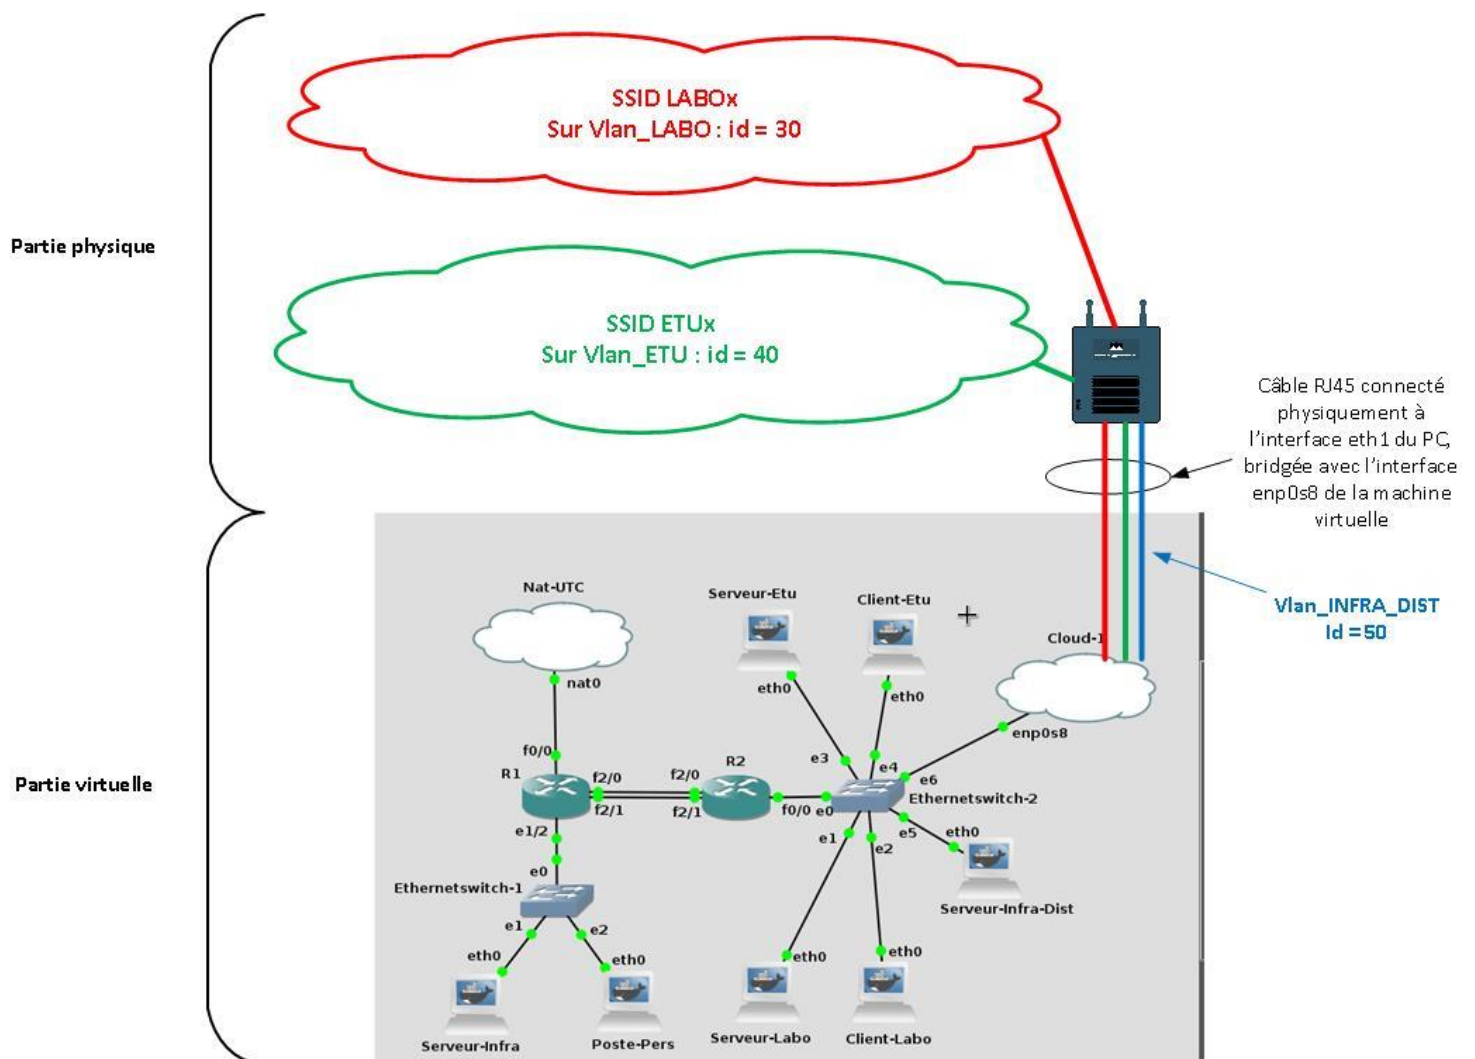 SSID LABOx
Sur Vlan_LABO : id = 30
Partie physique
SSID ETUx
Sur Vlan_ETU : id = 40
Câble RJ45 connecté
physiquement à
l'interface eth1 du PC,
bridgée avec l'interface
enp0s8 de la machine
virtuelle
Vlan_INFRA_DIST
Id =50
Partie virtuelle
Nat-UTC
nat0
Serveur-Etu
eth0
Client-Etu
eth0
Cloud-1
enp0s8
f0/0
R1
f2/0
f2/1
f2/0
f2/1
R2
f0/0
e0
e3
e4
e6
Ethernetswitch-2
e1
e2
e5
eth0
Serveur-Infra-Dist
e1/2
e0
Ethernetswitch-1
e1
e2
eth0
eth0
Serveur-Infra
Poste-Pers
eth0
eth0
Serveur-Labo
Client-Labo